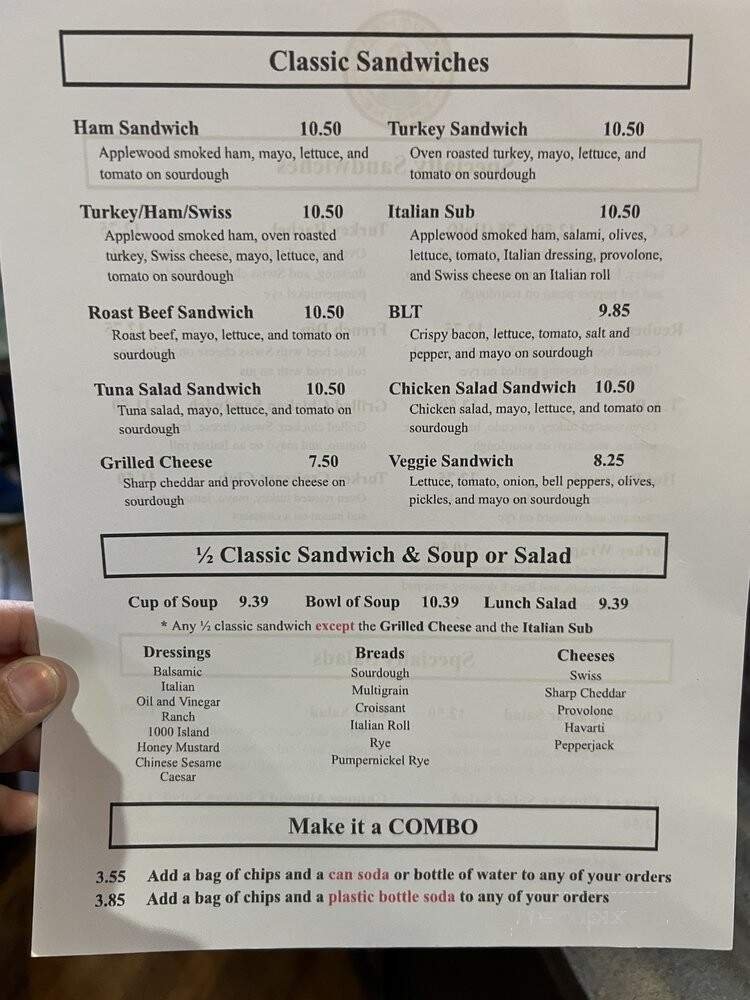 Classic Sandwiches
Ham Sandwich 10.50
Applewood smoked ham, mayo, lettuce, and
tomato on sourdough
Turkey Sandwich 10.50
Oven roasted turkey, mayo, lettuce, and
tomato on sourdough
Turkey/Ham/Swiss 10.50
Applewood smoked ham, oven roasted
turkey, Swiss cheese, mayo, lettuce, and
tomato on sourdough
Italian Sub 10.50
Applewood smoked ham, salami, olives,
lettuce, tomato, Italian dressing, provolone,
and Swiss cheese on an Italian roll
Roast Beef Sandwich 10.50
Roast beef, mayo, lettuce, and tomato on
sourdough
BLT 9.85
Crispy bacon, lettuce, tomato, salt and
pepper, and mayo on sourdough
Tuna Salad Sandwich 10.50
Tuna salad, mayo, lettuce, and tomato on
sourdough
Chicken Salad Sandwich 10.50
Chicken salad, mayo, lettuce, and tomato on
sourdough
Grilled Cheese 7.50
Sharp cheddar and provolone cheese on
sourdough
Veggie Sandwich 8.25
Lettuce, tomato, onion, bell peppers, olives,
pickles, and mayo on sourdough
½ Classic Sandwich & Soup or Salad
Cup of Soup 9.39 Bowl of Soup 10.39 Lunch Salad 9.39
* Any ½ classic sandwich except the Grilled Cheese and the Italian Sub
Dressings
Balsamic
Italian
Oil and Vinegar
Ranch
1000 Island
Honey Mustard
Chinese Sesame
Caesar
Breads
Sourdough
Multigrain
Croissant
Italian Roll
Rye
Pumpernickel Rye
Cheeses
Swiss
Sharp Cheddar
Provolone
Havarti
Pepperjack
Make it a COMBO
3.55 Add a bag of chips and a can soda or bottle of water to any of your orders
3.85 Add a bag of chips and a plastic bottle soda to any of your orders